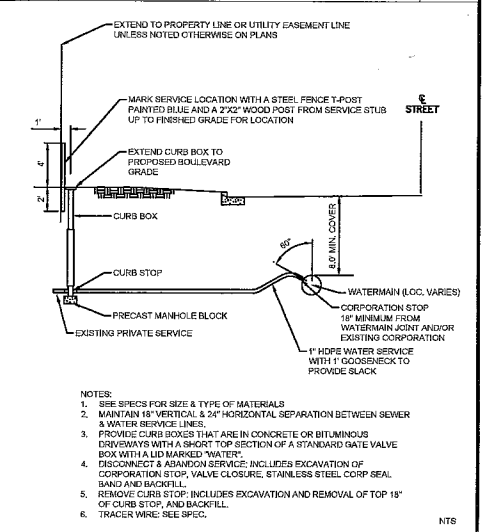 EXTEND TO PROPERTY LINE OR UTILITY EASEMENT LINE
UNLESS NOTED OTHERWISE ON PLANS
MARK SERVICE LOCATION WITH A STEEL FENCE T-POST
PAINTED BLUE AND A 2"X2" WOOD POST FROM SERVICE STUB
UP TO FINISHED GRADE FOR LOCATION
STREET
1'
EXTEND CURB BOX TO
PROPOSED BOULEVARD
GRADE
4'
2'
CURB BOX
8.0' MIN. COVER
60°
CURB STOP
WATERMAIN (LOC. VARIES)
CORPORATION STOP
18" MINIMUM FROM
WATERMAIN JOINT AND/OR
EXISTING CORPORATION
PRECAST MANHOLE BLOCK
EXISTING PRIVATE SERVICE
1" HDPE WATER SERVICE
WITH 1' GOOSENECK TO
PROVIDE SLACK
NOTES:
1. SEE SPECS FOR SIZE & TYPE OF MATERIALS
2. MAINTAIN 18" VERTICAL & 24" HORIZONTAL SEPARATION BETWEEN SEWER
& WATER SERVICE LINES.
3. PROVIDE CURB BOXES THAT ARE IN CONCRETE OR BITUMINOUS
DRIVEWAYS WITH A SHORT TOP SECTION OF A STANDARD GATE VALVE
BOX WITH A LID MARKED "WATER".
4. DISCONNECT & ABANDON SERVICE; INCLUDES EXCAVATION OF
CORPORATION STOP, VALVE CLOSURE, STAINLESS STEEL CORP SEAL
BAND AND BACKFILL.
5. REMOVE CURB STOP; INCLUDES EXCAVATION AND REMOVAL OF TOP 18"
OF CURB STOP, AND BACKFILL.
6. TRACER WIRE: SEE SPEC.
NTS